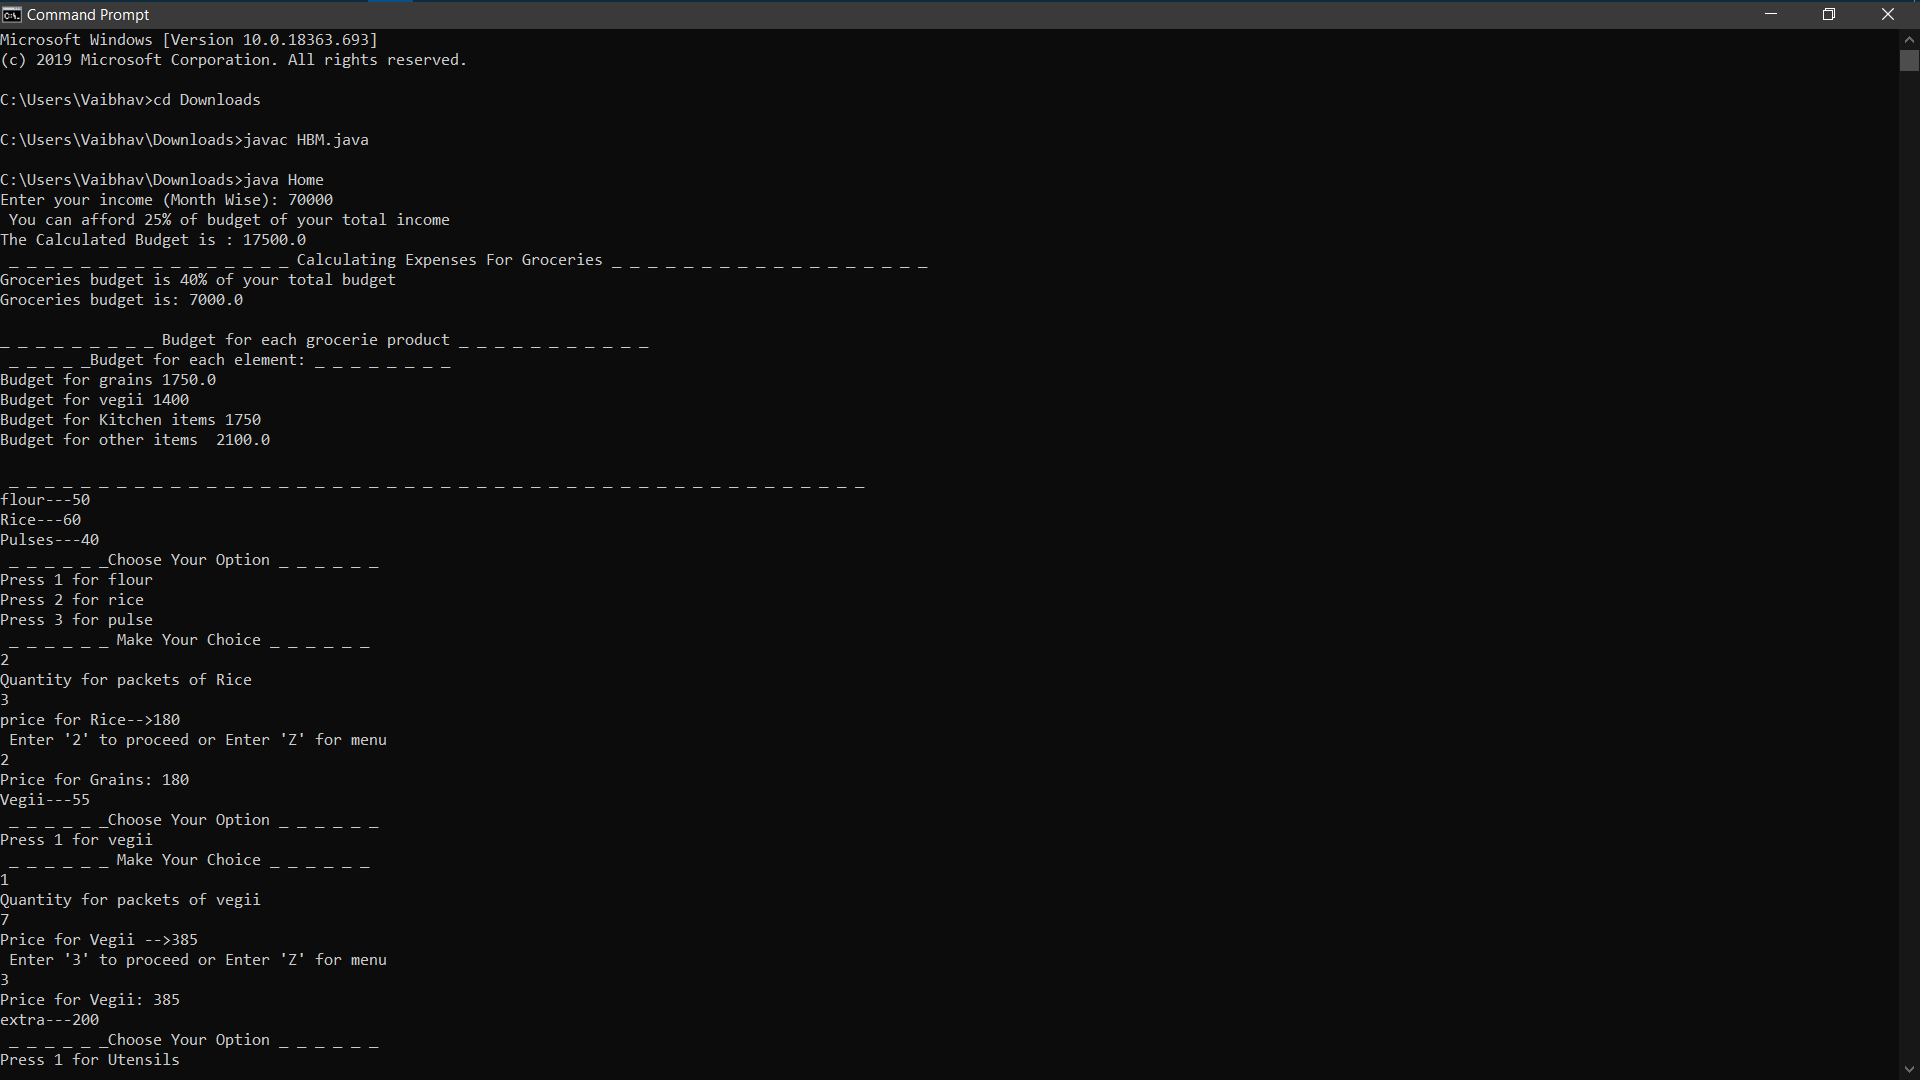 Command Prompt
Microsoft Windows [Version 10.0.18363.693]
(c) 2019 Microsoft Corporation. All rights reserved.
C:\Users\Vaibhav>cd Downloads
C:\Users\Vaibhav\Downloads>javac HBM.java
C:\Users\Vaibhav\Downloads>java Home
Enter your income (Month Wise): 70000
 You can afford 25% of budget of your total income
The Calculated Budget is : 17500.0
 _ _ _ _ _ _ _ _ _ _ _ _ _ _ _ _ Calculating Expenses For Groceries _ _ _ _ _ _ _ _ _ _ _ _ _ _ _ _ _ _
Groceries budget is 40% of your total budget
Groceries budget is: 7000.0
_ _ _ _ _ _ _ _ _ Budget for each grocerie product _ _ _ _ _ _ _ _ _ _ _
 _ _ _ _ _Budget for each element: _ _ _ _ _ _ _ _
Budget for grains 1750.0
Budget for vegii 1400
Budget for Kitchen items 1750
Budget for other items  2100.0
 _ _ _ _ _ _ _ _ _ _ _ _ _ _ _ _ _ _ _ _ _ _ _ _ _ _ _ _ _ _ _ _ _ _ _ _ _ _ _ _ _ _ _ _ _ _ _ _
flour---50
Rice---60
Pulses---40
 _ _ _ _ _ _Choose Your Option _ _ _ _ _ _
Press 1 for flour
Press 2 for rice
Press 3 for pulse
 _ _ _ _ _ _ Make Your Choice _ _ _ _ _ _
2
Quantity for packets of Rice
3
price for Rice-->180
 Enter '2' to proceed or Enter 'Z' for menu
2
Price for Grains: 180
Vegii---55
 _ _ _ _ _ _Choose Your Option _ _ _ _ _ _
Press 1 for vegii
 _ _ _ _ _ _ Make Your Choice _ _ _ _ _ _
1
Quantity for packets of vegii
7
Price for Vegii -->385
 Enter '3' to proceed or Enter 'Z' for menu
3
Price for Vegii: 385
extra---200
 _ _ _ _ _ _Choose Your Option _ _ _ _ _ _
Press 1 for Utensils